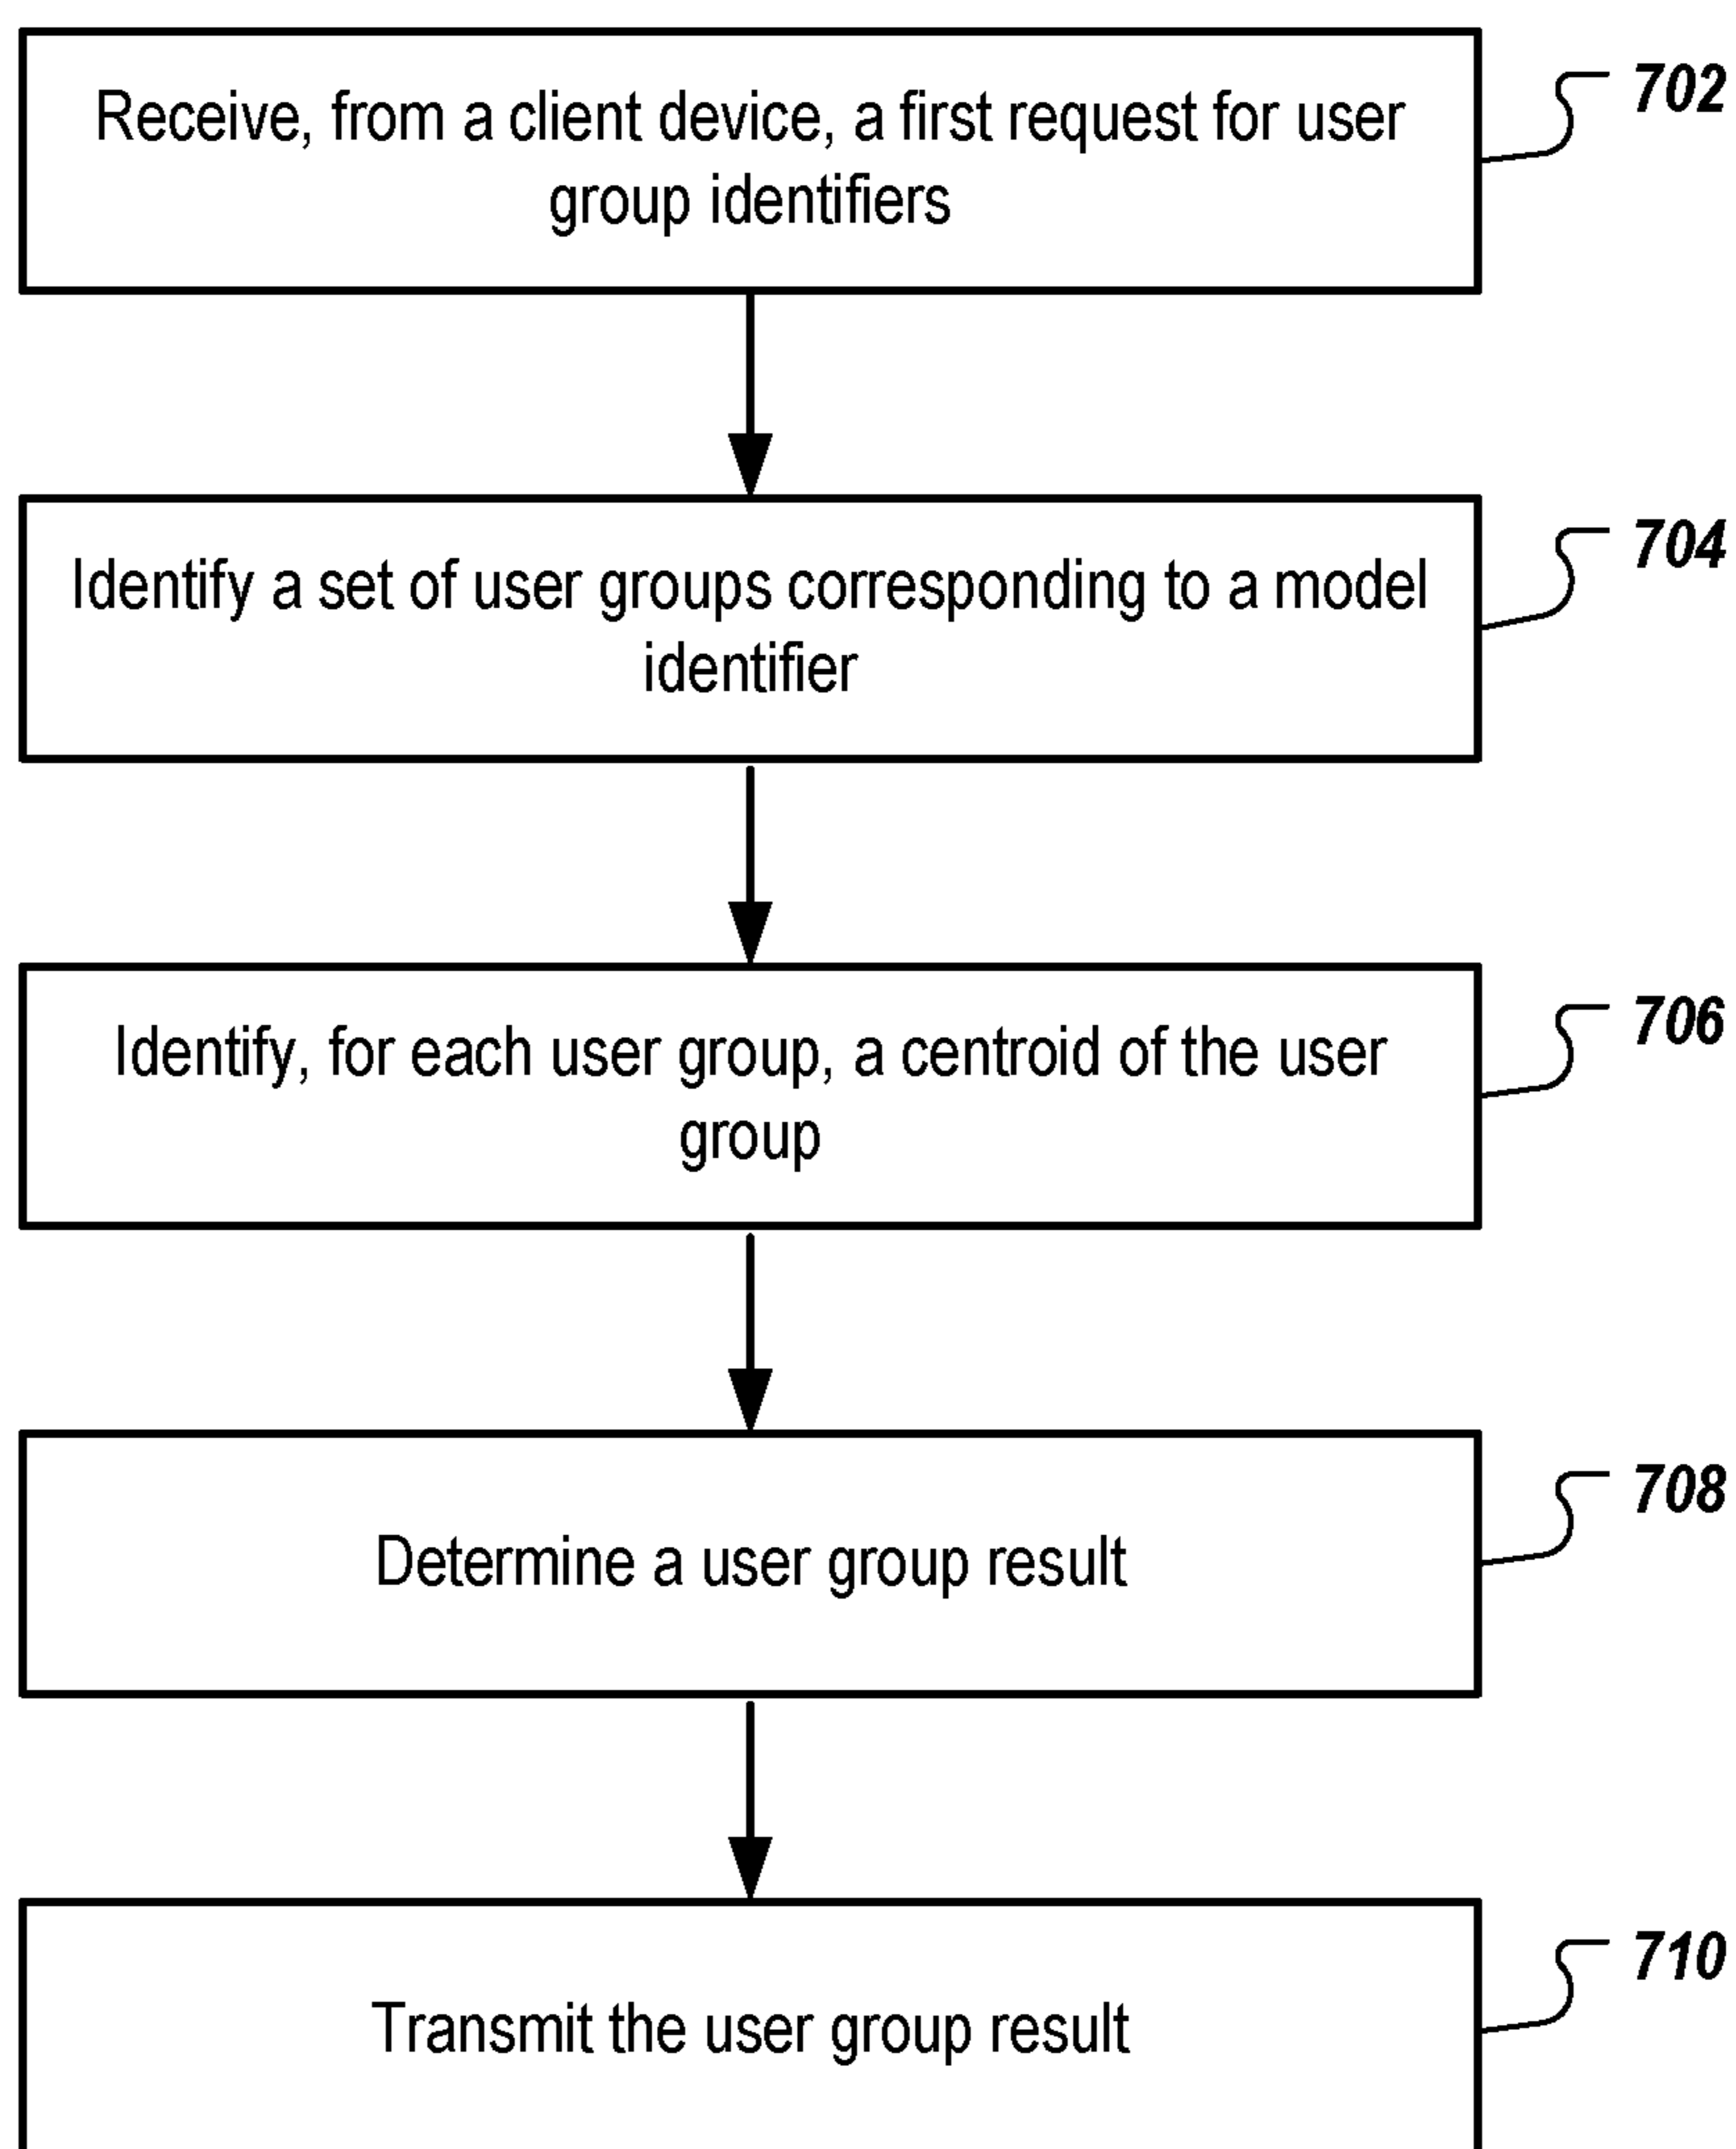 Receive, from a client device, a first request for user
group identifiers
702
Identify a set of user groups corresponding to a model
identifier
704
Identify, for each user group, a centroid of the user
group
706
Determine a user group result
708
Transmit the user group result
710